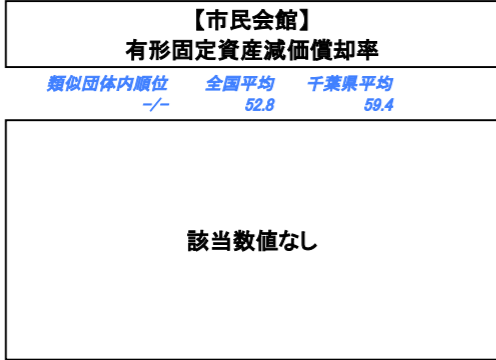 【市民会館】
有形固定資産減価償却率
類似団体内順位 全国平均 千葉県平均
-/- 52.8 59.4
該当数値なし